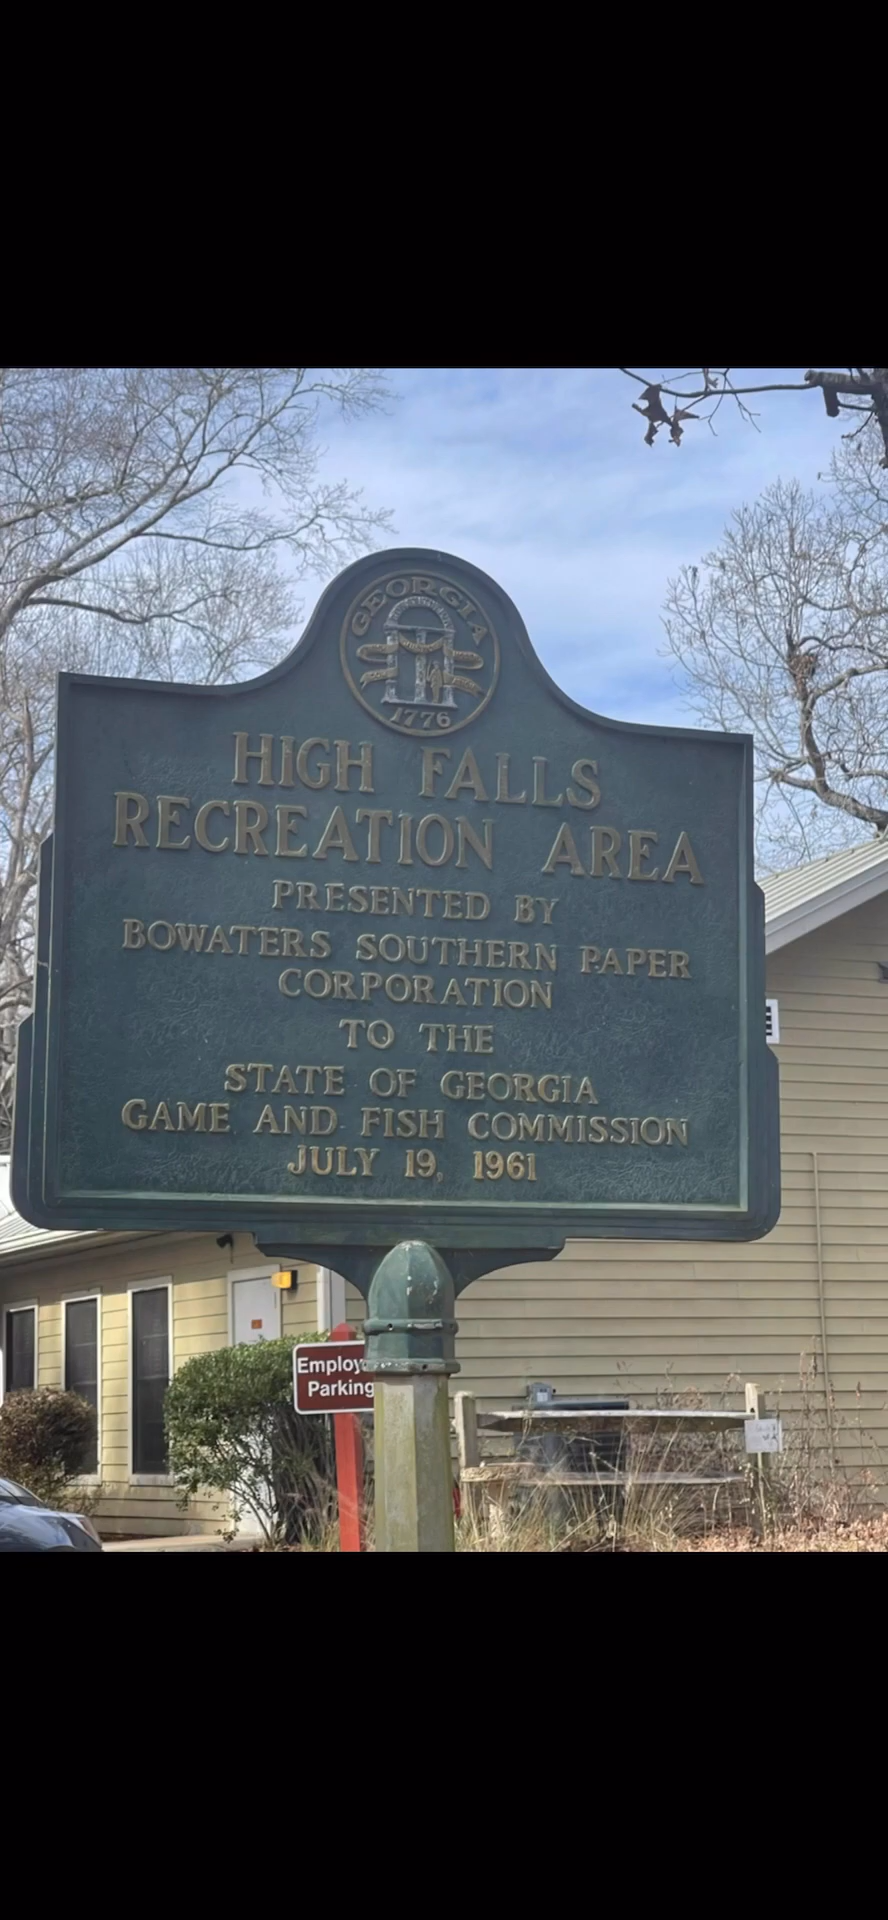 GEORGIA
1776
HIGH FALLS
RECREATION AREA
PRESENTED BY
BOWATERS SOUTHERN PAPER
CORPORATION
TO THE
STATE OF GEORGIA
GAME AND FISH COMMISSION
JULY 19, 1961
Parking